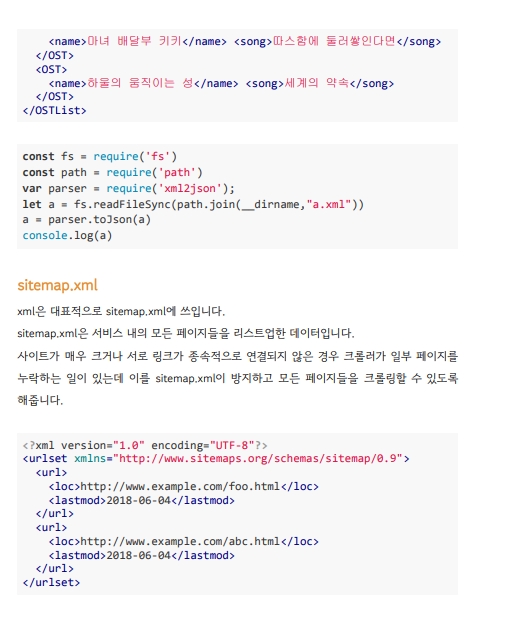 <name>마녀 배달부 키키</name> <song>따스함에 둘러쌓인다면</song>
</OST>
<OST>
<name>하울의 움직이는 성</name> <song>세계의 약속</song>
</OST>
</OSTList>
const fs = require('fs')
const path = require('path')
var parser = require('xml2json');
let a = fs.readFileSync(path.join(__dirname,"a.xml"))
a = parser.toJson(a)
console.log(a)
sitemap.xml
xml은 대표적으로 sitemap.xml에 쓰입니다.
sitemap.xml은 서비스 내의 모든 페이지들을 리스트업한 데이터입니다.
사이트가 매우 크거나 서로 링크가 종속적으로 연결되지 않은 경우 크롤러가 일부 페이지를
누락하는 일이 있는데 이를 sitemap.xml이 방지하고 모든 페이지들을 크롤링할 수 있도록
해줍니다.
<?xml version="1.0" encoding="UTF-8"?>
<urlset xmlns="http://www.sitemaps.org/schemas/sitemap/0.9">
<url>
<loc>http://www.example.com/foo.html</loc>
<lastmod>2018-06-04</lastmod>
</url>
<url>
<loc>http://www.example.com/abc.html</loc>
<lastmod>2018-06-04</lastmod>
</url>
</urlset>